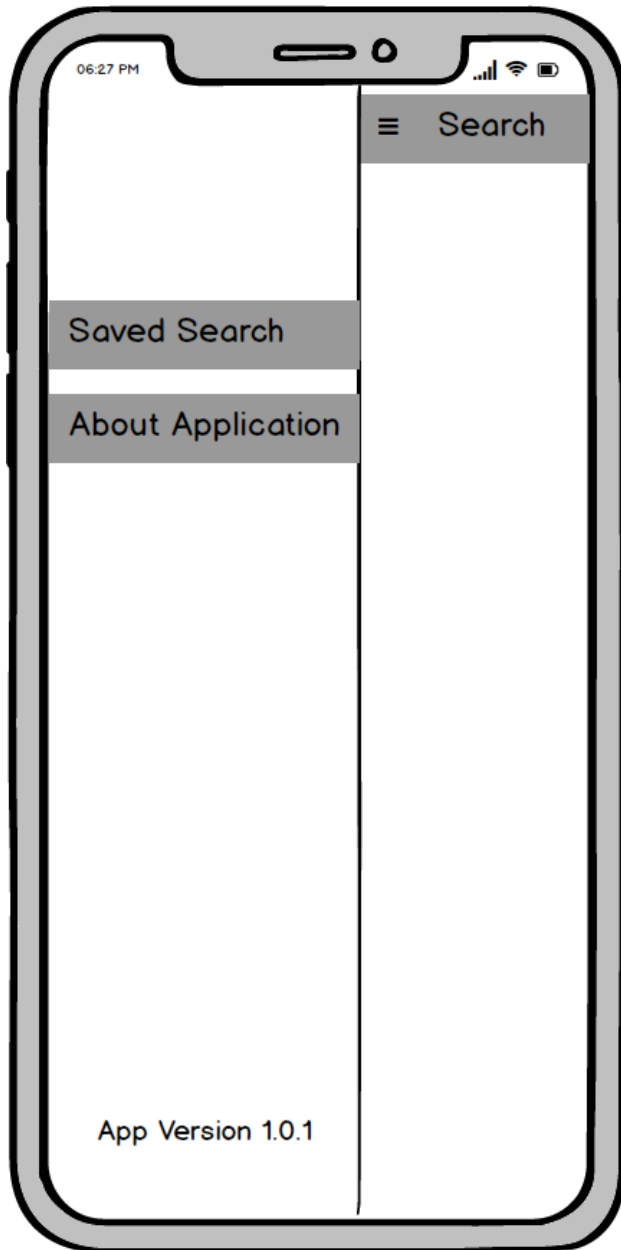 06:27 PM
Search
Saved Search
About Application
App Version 1.0.1